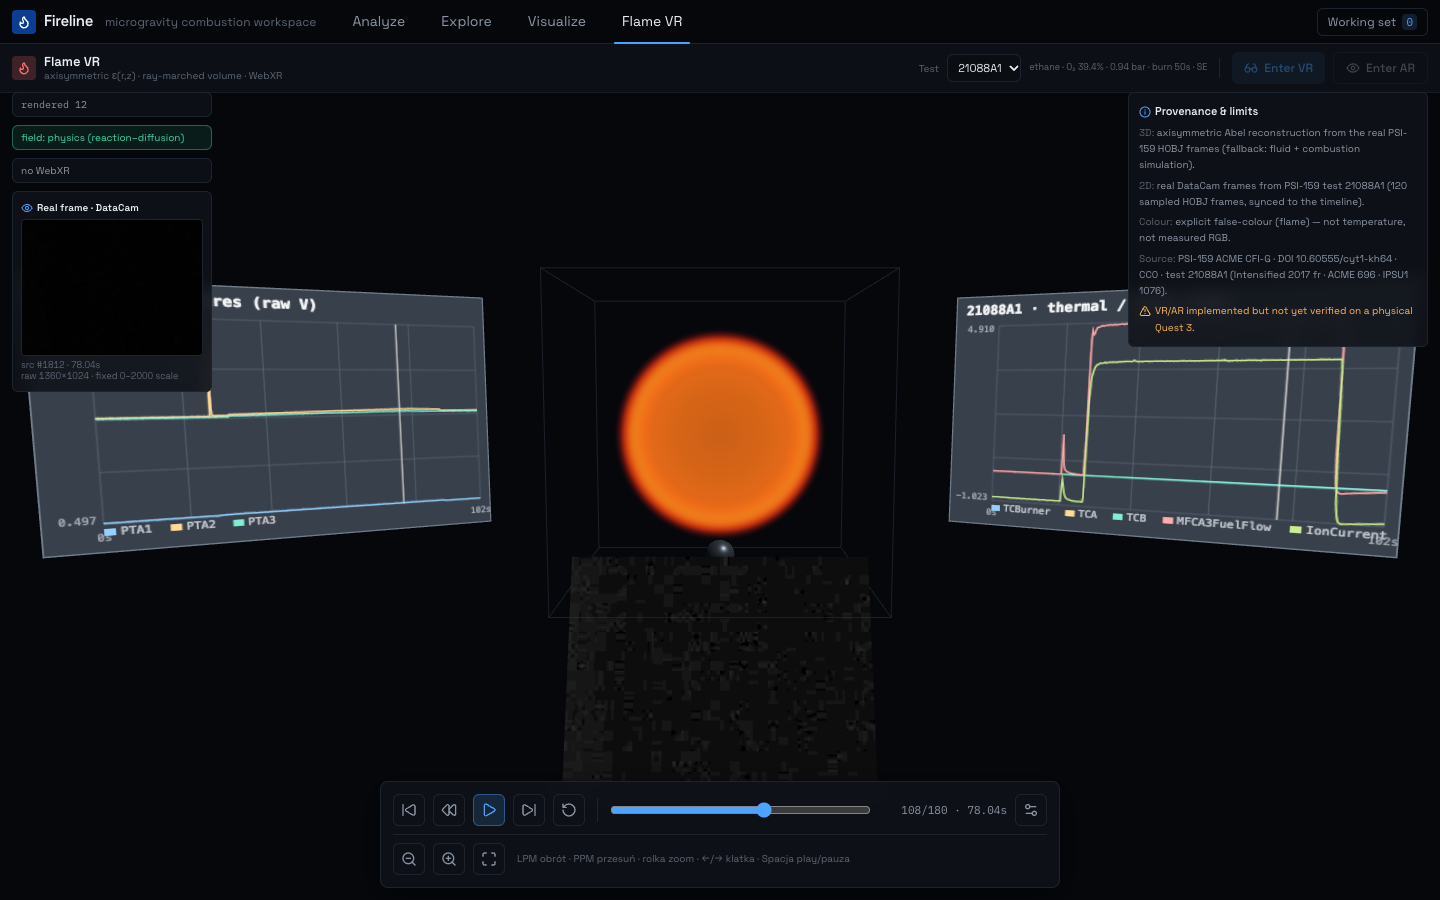 Fireline microgravity combustion workspace Analyze Explore Visualize Flame VR Working set 0
Flame VR
axisymmetric ε(r,z) · ray-marched volume · WebXR
Test 21088A1 ethane · O₂ 39.4% · 0.94 bar · burn 50s · SE Enter VR Enter AR
rendered 12
field: physics (reaction-diffusion)
no WebXR
Real frame · DataCam
src #1812 · 78.04s
raw 1360×1024 · fixed 0–2000 scale
res (raw V)
0.497
0s
PTA1 PTA2 PTA3
102s
21088A1 · thermal /
4.910
-1.023
0s
TCBurner TCA TCB MFCA3FuelFlow IonCurrent
102s
Provenance & limits
3D: axisymmetric Abel reconstruction from the real PSI-
159 HOBJ frames (fallback: fluid + combustion
simulation).
2D: real DataCam frames from PSI-159 test 21088A1 (120
sampled HOBJ frames, synced to the timeline).
Colour: explicit false-colour (flame) — not temperature,
not measured RGB.
Source: PSI-159 ACME CFI-G · DOI 10.60555/cyt1-kh64 ·
CC0 · test 21088A1 (Intensified 2017 fr · ACME 696 · IPSU1
1076).
VR/AR implemented but not yet verified on a physical
Quest 3.
108/180 · 78.04s
LPM obrót · PPM przesuń · rolka zoom · ←/→ klatka · Spacja play/pauza